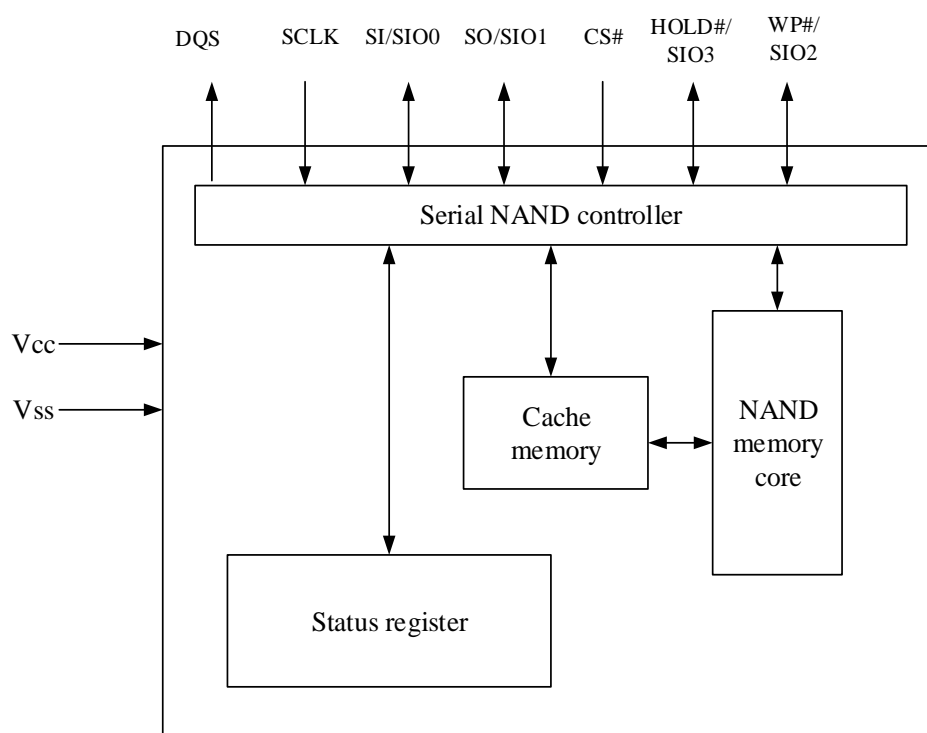 DQS
SCLK
SI/SIO0
SO/SIO1
CS#
HOLD#/
SIO3
WP#/
SIO2
Serial NAND controller
Vcc
Vss
Cache
memory
NAND
memory
core
Status register